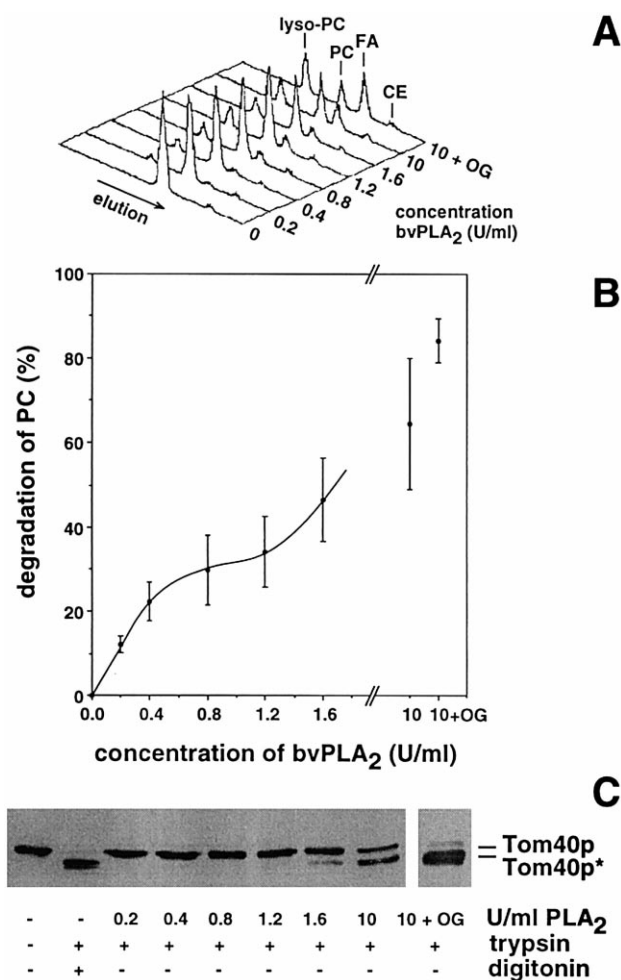 A
lyso-PC
PC
FA
CE
elution
0
0.2
0.4
0.8
1.2
1.6
10
10 + OG
concentration
bvPLA₂ (U/ml)
B
100
80
60
40
20
0
degradation of PC (%)
0.0 0.4 0.8 1.2 1.6 10 10+OG
concentration of bvPLA₂ (U/ml)
C
Tom40p
Tom40p*
- - 0.2 0.4 0.8 1.2 1.6 10 10 + OG U/ml PLA₂
- + + + + + + + + trypsin
- + digitonin